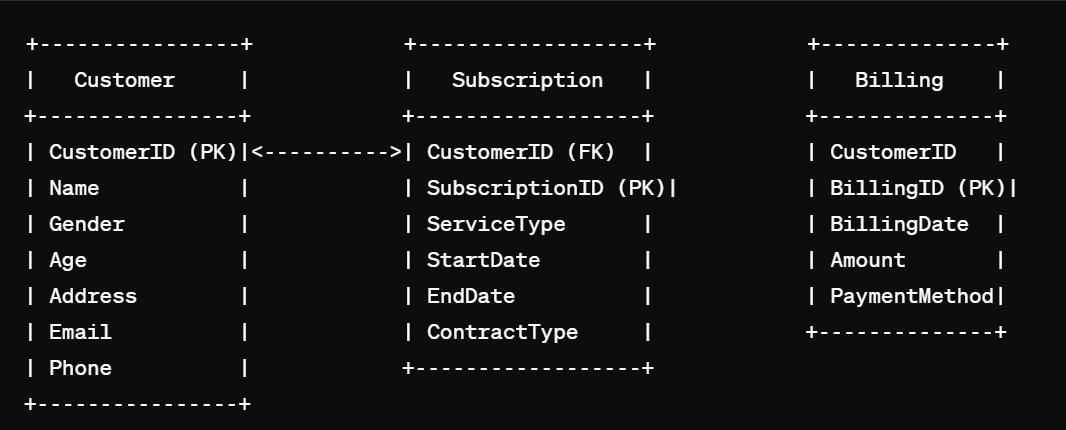 +----------------+            +------------------+            +--------------+
|   Customer     |            |   Subscription   |            |   Billing    |
+----------------+            +------------------+            +--------------+
| CustomerID (PK)|<---------->| CustomerID (FK)  |            | CustomerID   |
| Name           |            | SubscriptionID (PK)|          | BillingID (PK)|
| Gender         |            | ServiceType      |            | BillingDate  |
| Age            |            | StartDate        |            | Amount       |
| Address        |            | EndDate          |            | PaymentMethod|
| Email          |            | ContractType     |            +--------------+
| Phone          |            +------------------+
+----------------+